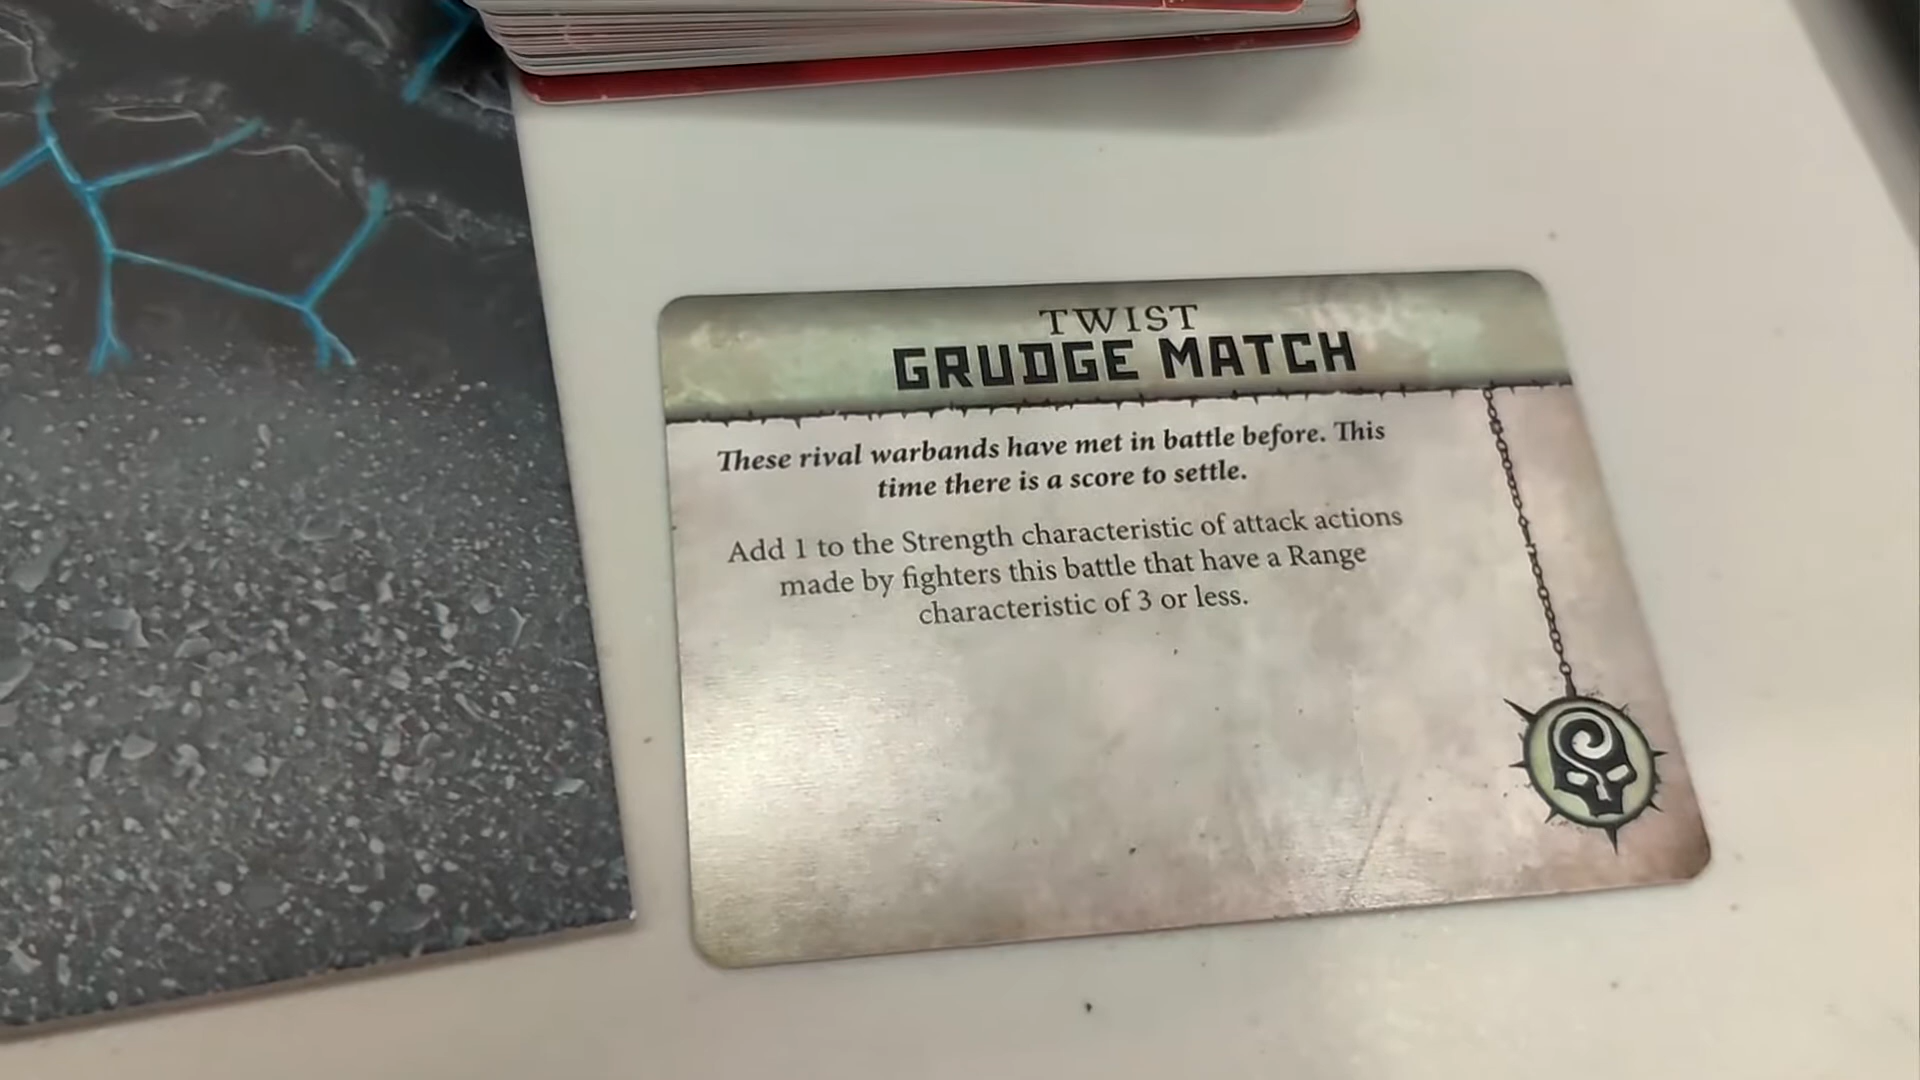 TWIST
GRUDGE MATCH
These rival warbands have met in battle before. This
time there is a score to settle.
Add 1 to the Strength characteristic of attack actions
made by fighters this battle that have a Range
characteristic of 3 or less.